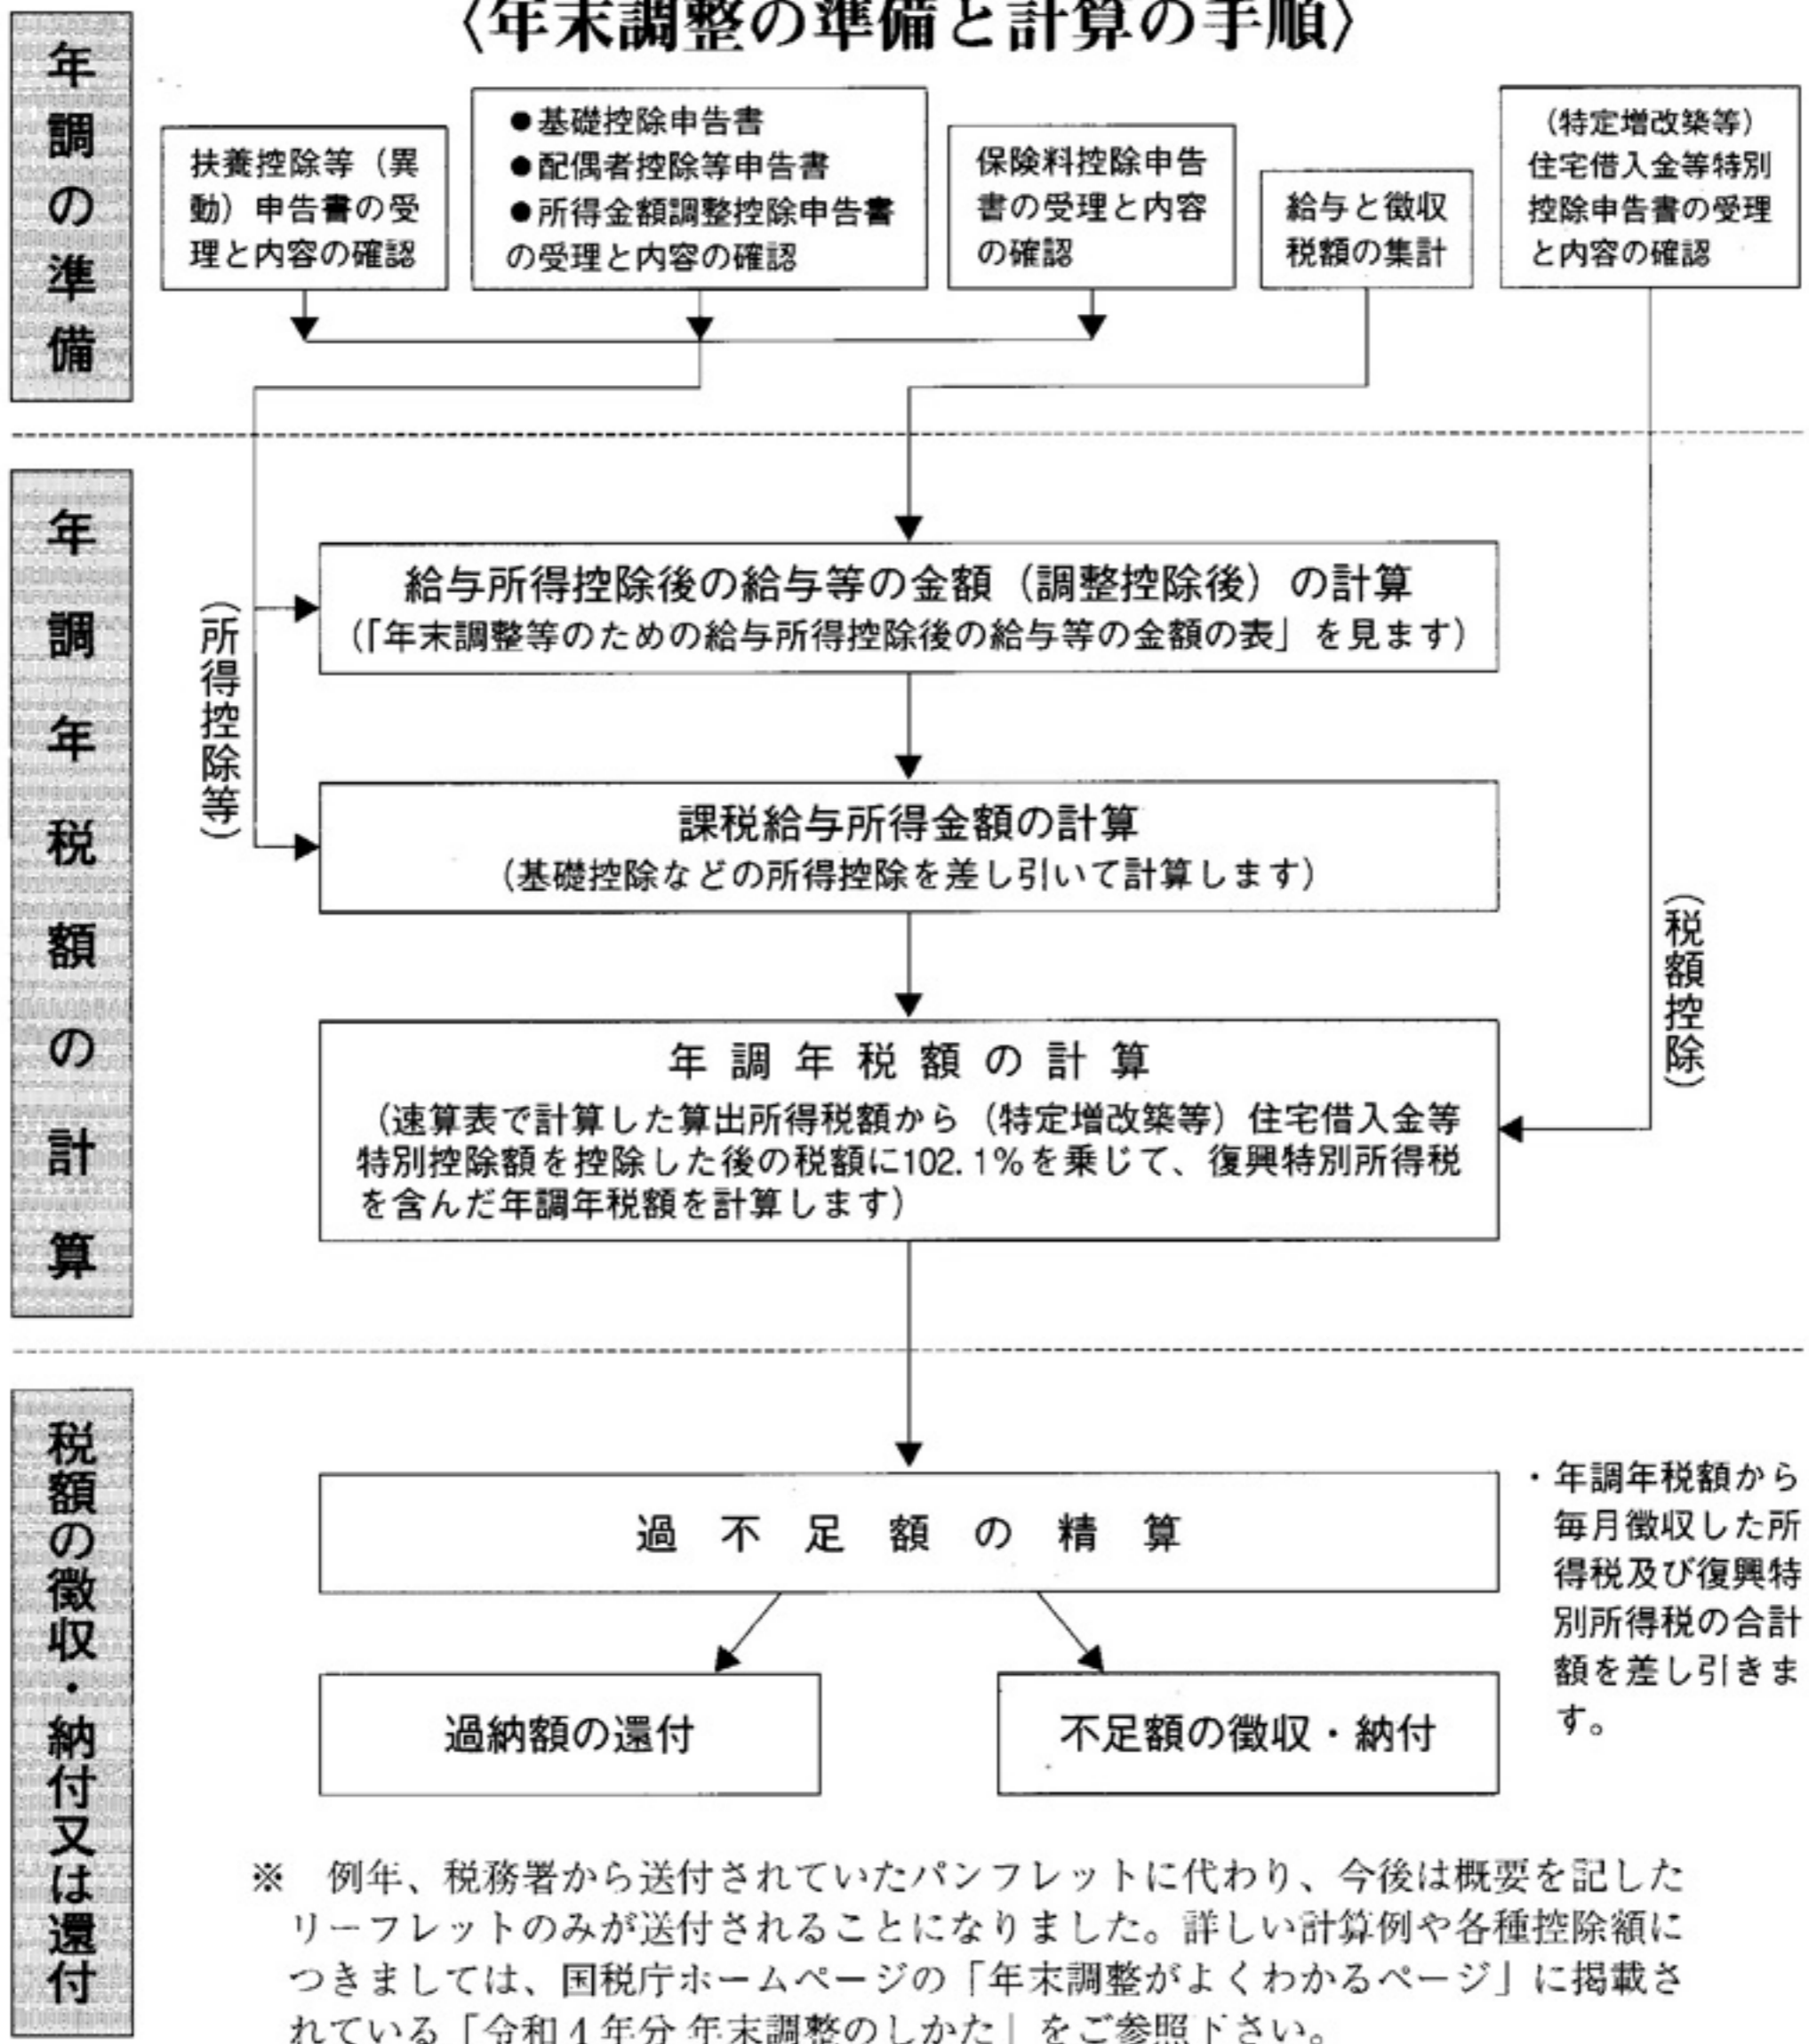 〈年末調整の準備と計算の手順〉
年調の準備
扶養控除等（異
動）申告書の受
理と内容の確認
●基礎控除申告書
●配偶者控除等申告書
●所得金額調整控除申告書
の受理と内容の確認
保険料控除申告
書の受理と内容
の確認
給与と徴収
税額の集計
（特定増改築等）
住宅借入金等特別
控除申告書の受理
と内容の確認
年調年税額の計算
（所得控除等）
給与所得控除後の給与等の金額（調整控除後）の計算
（「年末調整等のための給与所得控除後の給与等の金額の表」を見ます）
課税給与所得金額の計算
（基礎控除などの所得控除を差し引いて計算します）
（税額控除）
年調年税額の計算
（速算表で計算した算出所得税額から（特定増改築等）住宅借入金等
特別控除額を控除した後の税額に102.1％を乗じて、復興特別所得税
を含んだ年調年税額を計算します）
税額の徴収・納付又は還付
過不足額の精算
・年調年税額から
毎月徴収した所
得税及び復興特
別所得税の合計
額を差し引きま
す。
過納額の還付
不足額の徴収・納付
※　例年、税務署から送付されていたパンフレットに代わり、今後は概要を記した
リーフレットのみが送付されることになりました。詳しい計算例や各種控除額に
つきましては、国税庁ホームページの「年末調整がよくわかるページ」に掲載さ
れている「令和４年分 年末調整のしかた」をご参照下さい。